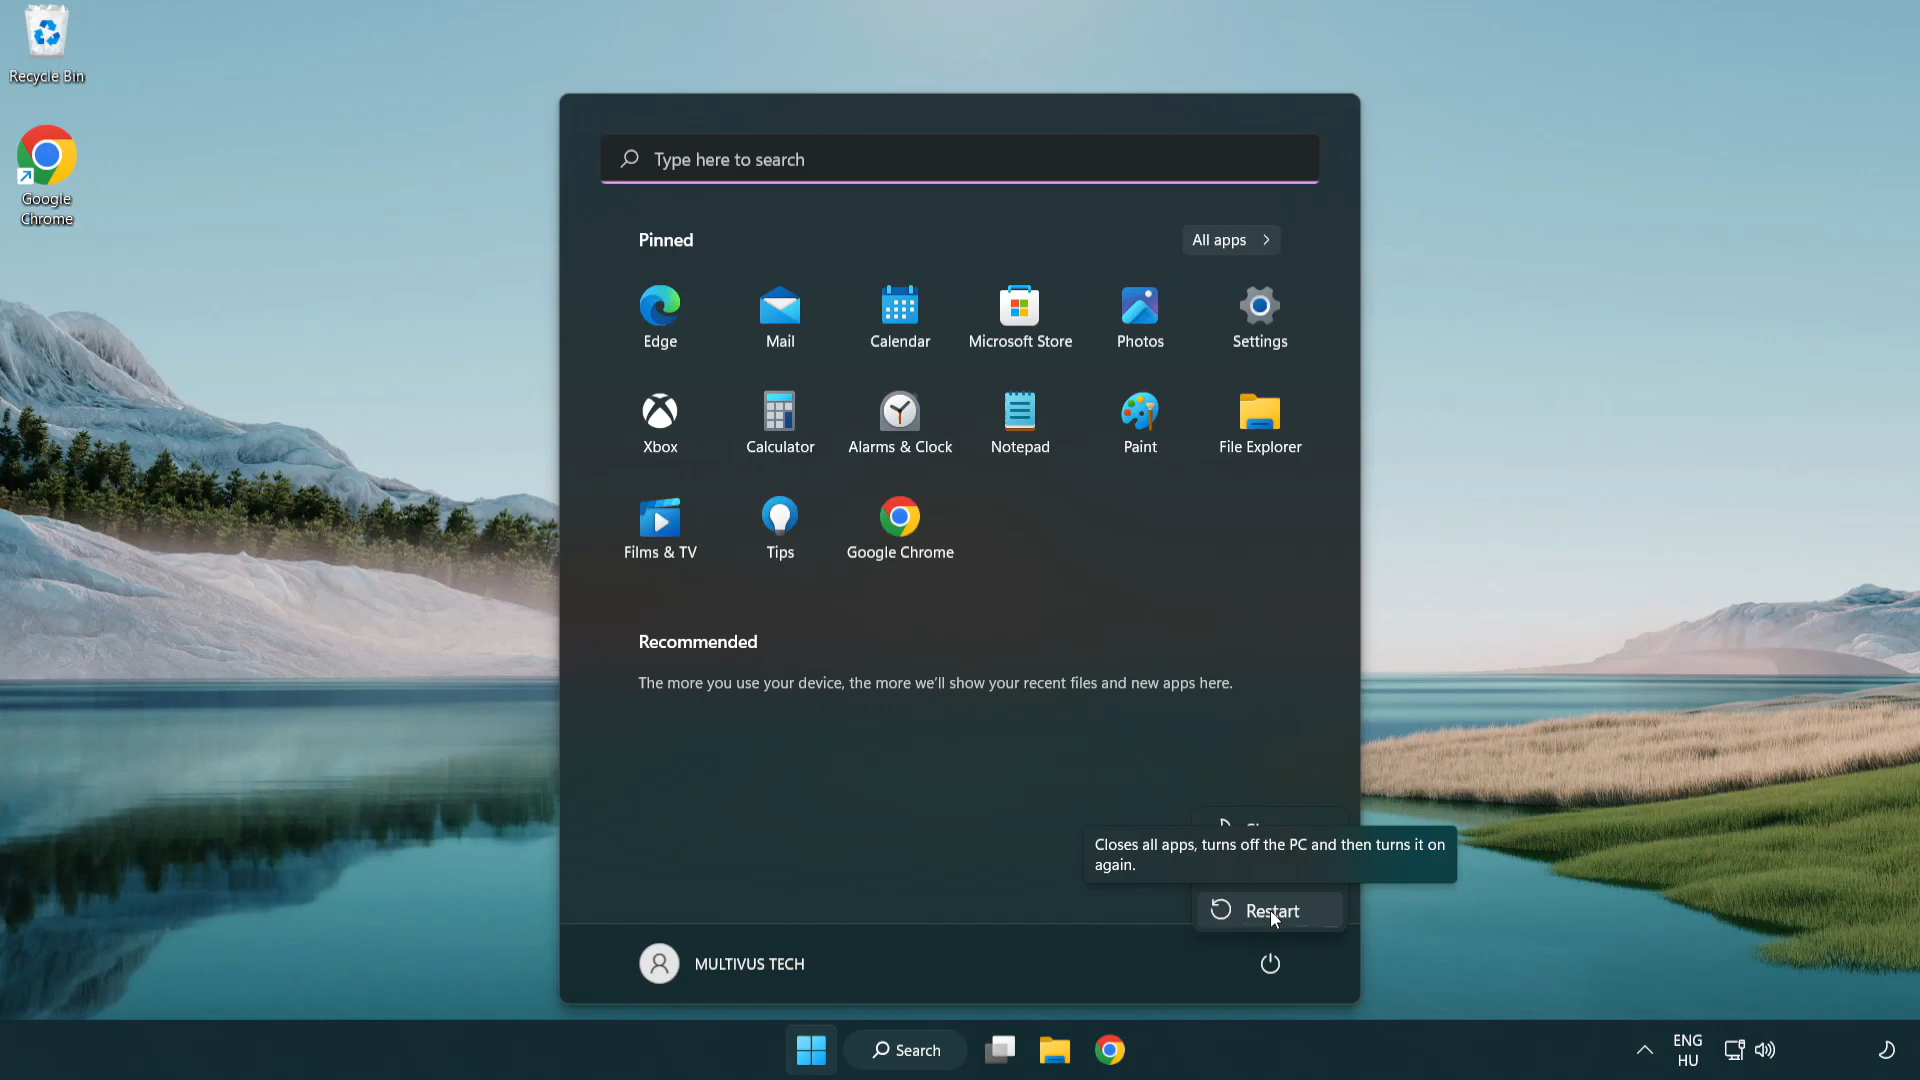 Recycle Bin
Google
Chrome
Type here to search
Pinned
All apps
Edge
Mail
Calendar
Microsoft Store
Photos
Settings
Xbox
Calculator
Alarms & Clock
Notepad
Paint
File Explorer
Films & TV
Tips
Google Chrome
Recommended
The more you use your device, the more we'll show your recent files and new apps here.
Closes all apps, turns off the PC and then turns it on
again.
Restart
MULTIVUS TECH
Search
ENG
HU